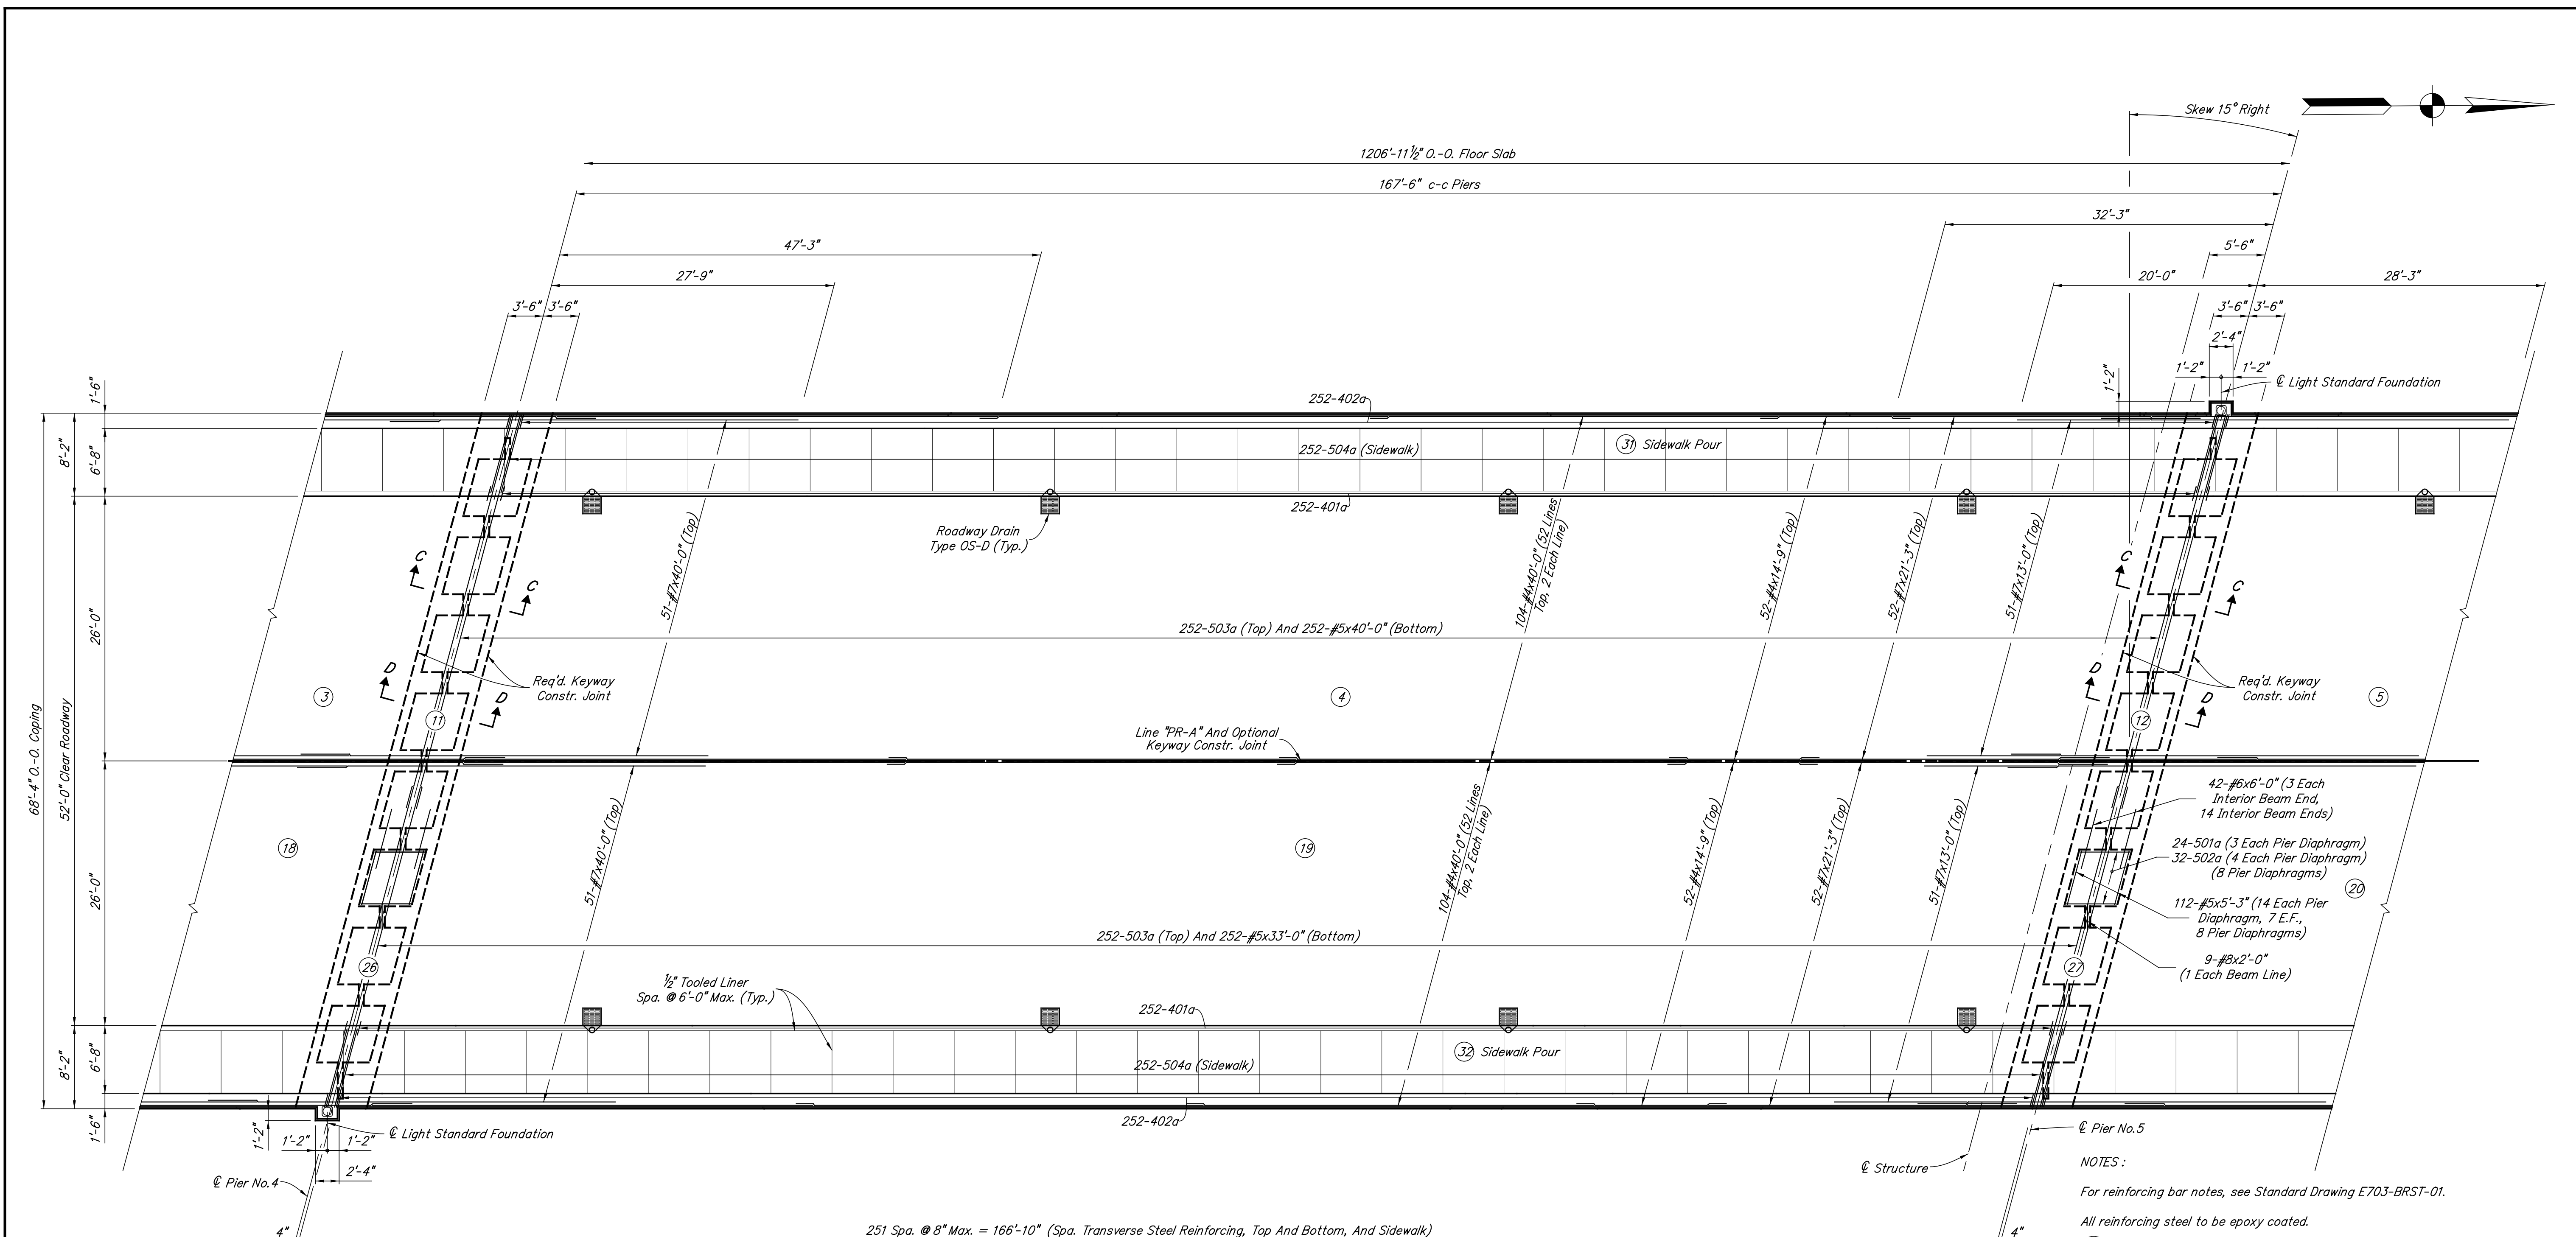 Skew 15° Right
1206'-11½" O.-O. Floor Slab
167'-6" c-c Piers
32'-3"
47'-3"
5'-6"
27'-9"
20'-0"
28'-3"
3'-6"
3'-6"
3'-6"
3'-6"
2'-4"
1'-2"
1'-2"
1'-2"
℄ Light Standard Foundation
1'-6"
8'-2"
6'-8"
252-402a
31
Sidewalk Pour
252-504a (Sidewalk)
252-401a
Roadway Drain
Type OS-D (Typ.)
C
C
C
C
51-#7x40'-0" (Top)
104-#4x40'-0" (52 Lines
Top, 2 Each Line)
52-#4x14'-9" (Top)
52-#7x21'-3" (Top)
51-#7x13'-0" (Top)
26'-0"
252-503a (Top) And 252-#5x40'-0" (Bottom)
D
D
D
D
Req'd. Keyway
Constr. Joint
Req'd. Keyway
Constr. Joint
3
4
5
11
12
68'-4" O.-O. Coping
52'-0" Clear Roadway
Line "PR-A" And Optional
Keyway Constr. Joint
42-#6x6'-0" (3 Each
Interior Beam End,
14 Interior Beam Ends)
18
19
20
24-501a (3 Each Pier Diaphragm)
32-502a (4 Each Pier Diaphragm)
(8 Pier Diaphragms)
51-#7x40'-0" (Top)
104-#4x40'-0" (52 Lines
Top, 2 Each Line)
52-#4x14'-9" (Top)
52-#7x21'-3" (Top)
51-#7x13'-0" (Top)
26'-0"
112-#5x5'-3" (14 Each Pier
Diaphragm, 7 E.F.,
8 Pier Diaphragms)
252-503a (Top) And 252-#5x33'-0" (Bottom)
26
27
9-#8x2'-0"
(1 Each Beam Line)
½" Tooled Liner
Spa. @ 6'-0" Max. (Typ.)
252-401a
8'-2"
6'-8"
32
Sidewalk Pour
252-504a (Sidewalk)
252-402a
1'-6"
1'-2"
1'-2"
1'-2"
2'-4"
℄ Light Standard Foundation
℄ Pier No.4
℄ Pier No.5
℄ Structure
NOTES :
For reinforcing bar notes, see Standard Drawing E703-BRST-01.
All reinforcing steel to be epoxy coated.
4"
251 Spa. @ 8" Max. = 166'-10" (Spa. Transverse Steel Reinforcing, Top And Bottom, And Sidewalk)
4"